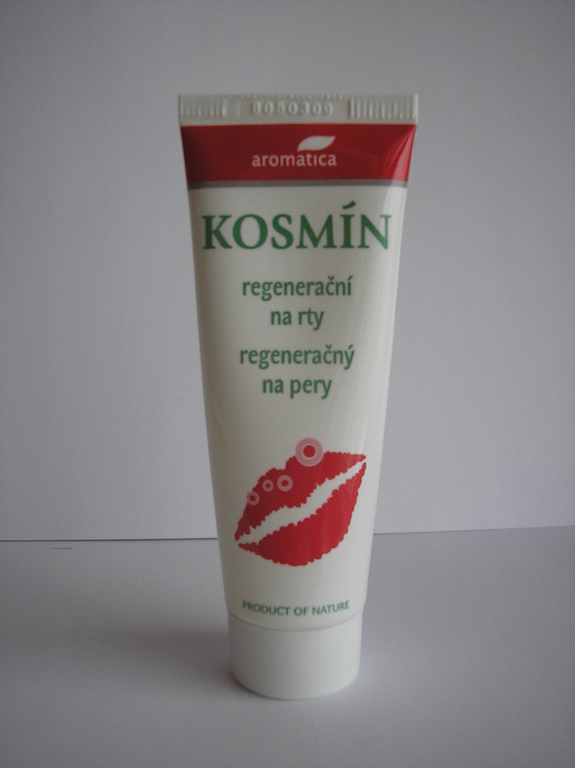 8050309
aromatica
KOSMÍN
regenerační
na rty
regeneračný
na pery
PRODUCT OF NATURE